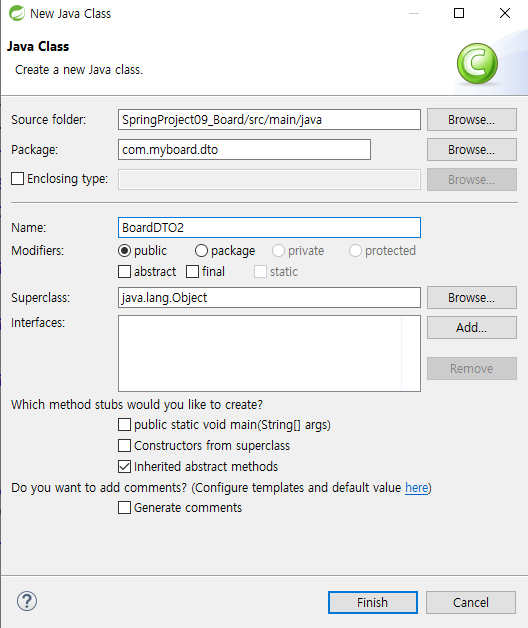 New Java Class
Java Class
Create a new Java class.
Source folder: SpringProject09_Board/src/main/java Browse...
Package: com.myboard.dto Browse...
Enclosing type: Browse...
Name: BoardDTO2
Modifiers: public package private protected
abstract final static
Superclass: java.lang.Object Browse...
Interfaces: Add...
Remove
Which method stubs would you like to create?
public static void main(String[] args)
Constructors from superclass
Inherited abstract methods
Do you want to add comments? (Configure templates and default value here)
Generate comments
? Finish Cancel